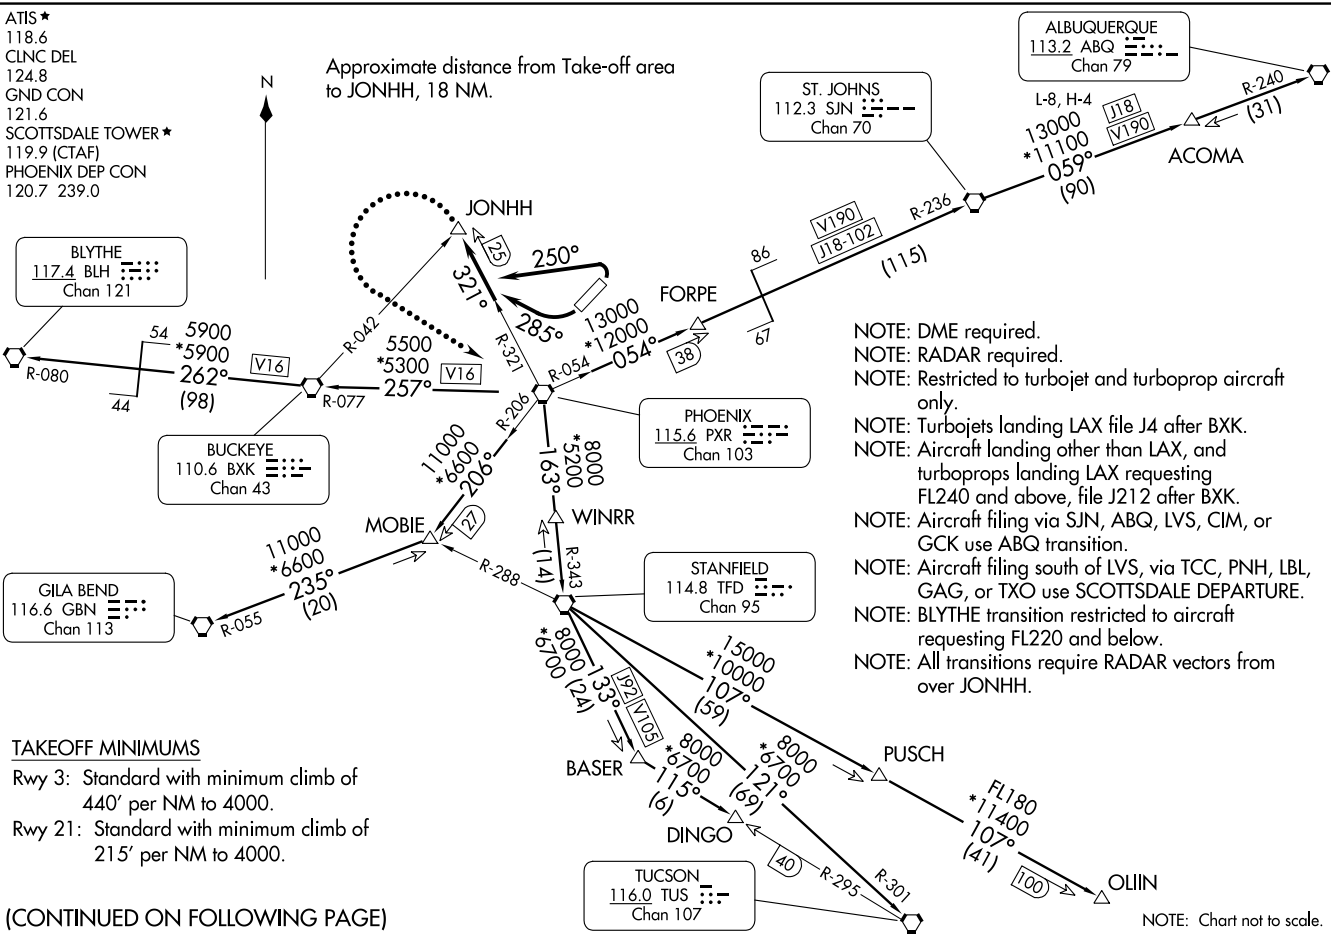 ATIS ★
118.6
CLNC DEL
124.8
GND CON
121.6
SCOTTSDALE TOWER ★
119.9 (CTAF)
PHOENIX DEP CON
120.7 239.0
Approximate distance from Take-off area
to JONHH, 18 NM.
N
ALBUQUERQUE
113.2 ABQ
Chan 79
R-240
(31)
ST. JOHNS
112.3 SJN
Chan 70
L-8, H-4
J18
V190
13000
*11100
059°
(90)
ACOMA
R-236
V190
J18-102
(115)
86
67
JONHH
25
250°
321°
285°
R-321
R-042
FORPE
13000
*12000
054°
R-054
38
BLYTHE
117.4 BLH
Chan 121
R-080
54
44
5900
*5900
262°
(98)
V16
5500
*5300
257°
V16
R-077
BUCKEYE
110.6 BXK
Chan 43
PHOENIX
115.6 PXR
Chan 103
R-206
11000
*6600
206°
MOBIE
27
8000
*5200
163°
WINRR
(14)
R-343
R-288
11000
*6600
235°
(20)
R-055
GILA BEND
116.6 GBN
Chan 113
STANFIELD
114.8 TFD
Chan 95
8000
*6700
(24)
133°
J92
V105
BASER
8000
*6700
115°
(6)
DINGO
40
R-295
8000
*6700
121°
(69)
R-301
15000
*10000
107°
(59)
PUSCH
FL180
*11400
107°
(41)
100
OLIIN
TUCSON
116.0 TUS
Chan 107
NOTE: DME required.
NOTE: RADAR required.
NOTE: Restricted to turbojet and turboprop aircraft
only.
NOTE: Turbojets landing LAX file J4 after BXK.
NOTE: Aircraft landing other than LAX, and
turboprops landing LAX requesting
FL240 and above, file J212 after BXK.
NOTE: Aircraft filing via SJN, ABQ, LVS, CIM, or
GCK use ABQ transition.
NOTE: Aircraft filing south of LVS, via TCC, PNH, LBL,
GAG, or TXO use SCOTTSDALE DEPARTURE.
NOTE: BLYTHE transition restricted to aircraft
requesting FL220 and below.
NOTE: All transitions require RADAR vectors from
over JONHH.
TAKEOFF MINIMUMS
Rwy 3: Standard with minimum climb of
440' per NM to 4000.
Rwy 21: Standard with minimum climb of
215' per NM to 4000.
(CONTINUED ON FOLLOWING PAGE)
NOTE: Chart not to scale.